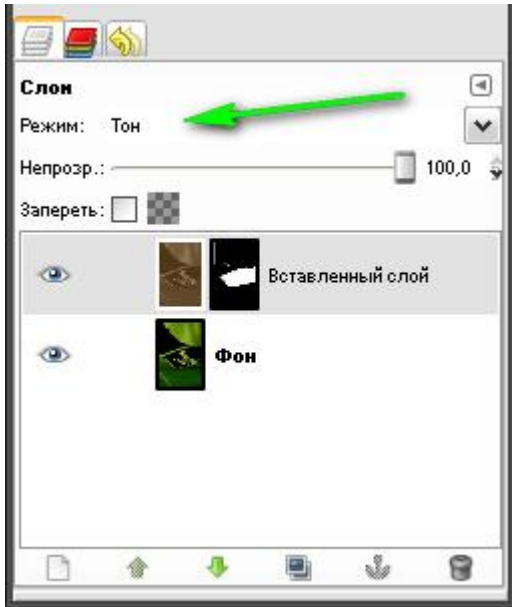 Слои
Режим: Тон
Непрозр.: 100,0
Запереть:
Вставленный слой
Фон